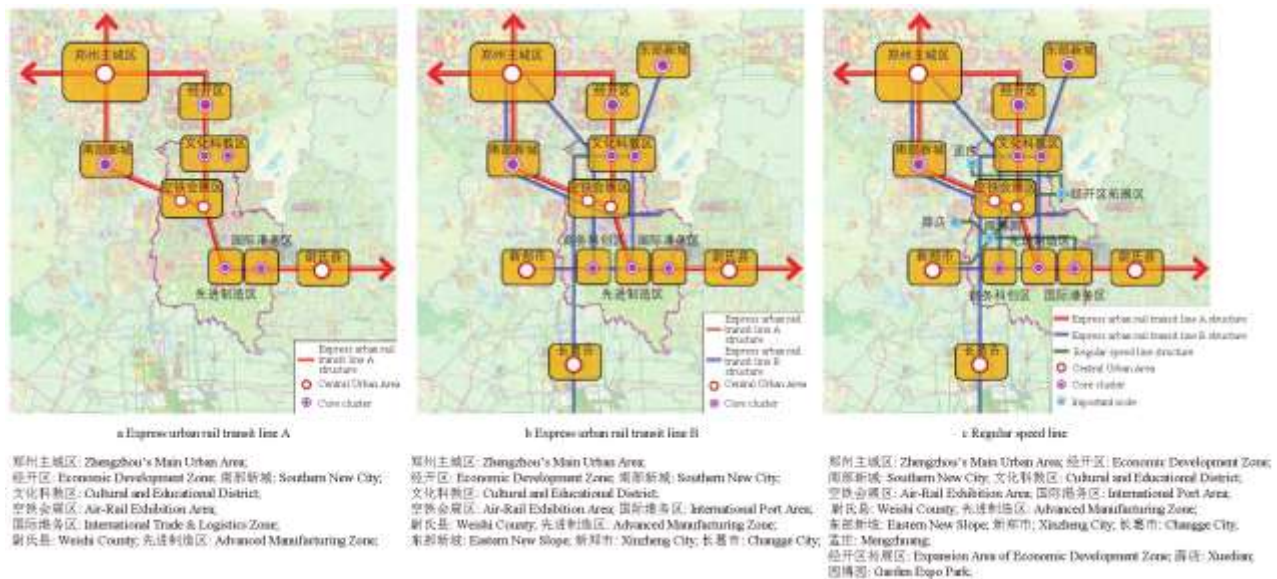 郑州主城区
经开区
南部新城
文化科教区
空铁会展区
国际港务区
尉氏县
先进制造区
Express urban rail
transit line A
structure
Central Urban Area
Core cluster
郑州主城区
东部新城
经开区
南部新城
文化科教区
空铁会展区
国际港务区
新郑市
尉氏县
先进制造区
长葛市
Express urban rail
transit line A
structure
Express urban rail
transit line B
structure
Central Urban Area
Core cluster
郑州主城区
东部新城
经开区
南部新城
文化科教区
空铁会展区
经开区拓展区
薛店
先进制造区
新郑市
尉氏县
商务科创区
国际港务区
长葛市
Express urban rail transit line A structure
Express urban rail transit line B structure
Regular speed line structure
Central Urban Area
Core cluster
Important node
a Express urban rail transit line A
b Express urban rail transit line B
c Regular speed line
郑州主城区: Zhengzhou's Main Urban Area;
经开区: Economic Development Zone; 南部新城: Southern New City;
文化科教区: Cultural and Educational District;
空铁会展区: Air-Rail Exhibition Area;
国际港务区: International Trade & Logistics Zone;
尉氏县: Weishi County; 先进制造区: Advanced Manufacturing Zone;
郑州主城区: Zhengzhou's Main Urban Area;
经开区: Economic Development Zone; 南部新城: Southern New City;
文化科教区: Cultural and Educational District;
空铁会展区: Air-Rail Exhibition Area; 国际港务区: International Port Area;
尉氏县: Weishi County; 先进制造区: Advanced Manufacturing Zone;
东部新城: Eastern New Slope; 新郑市: Xinzheng City; 长葛市: Changge City;
郑州主城区: Zhengzhou's Main Urban Area; 经开区: Economic Development Zone;
南部新城: Southern New City; 文化科教区: Cultural and Educational District;
空铁会展区: Air-Rail Exhibition Area; 国际港务区: International Port Area;
尉氏县: Weishi County; 先进制造区: Advanced Manufacturing Zone;
东部新城: Eastern New Slope; 新郑市: Xinzheng City; 长葛市: Changge City;
孟庄: Mengzhuang;
经开区拓展区: Expansion Area of Economic Development Zone; 薛店: Xuedian;
园博园: Garden Expo Park;